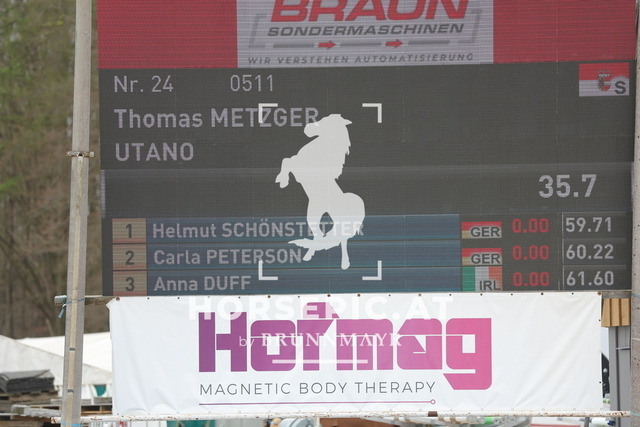 BRAUN
SONDERMASCHINEN
WIR VERSTEHEN AUTOMATISIERUNG
Nr. 24 0511
S
Thomas METZGER
UTANO
35.7
1 Helmut SCHÖNSTETTER GER 0.00 59.71
2 Carla PETERSON GER 0.00 60.22
3 Anna DUFF IRL 0.00 61.60
HORSEPIC.AT
by BRUNNMAYR
Hofmag
MAGNETIC BODY THERAPY